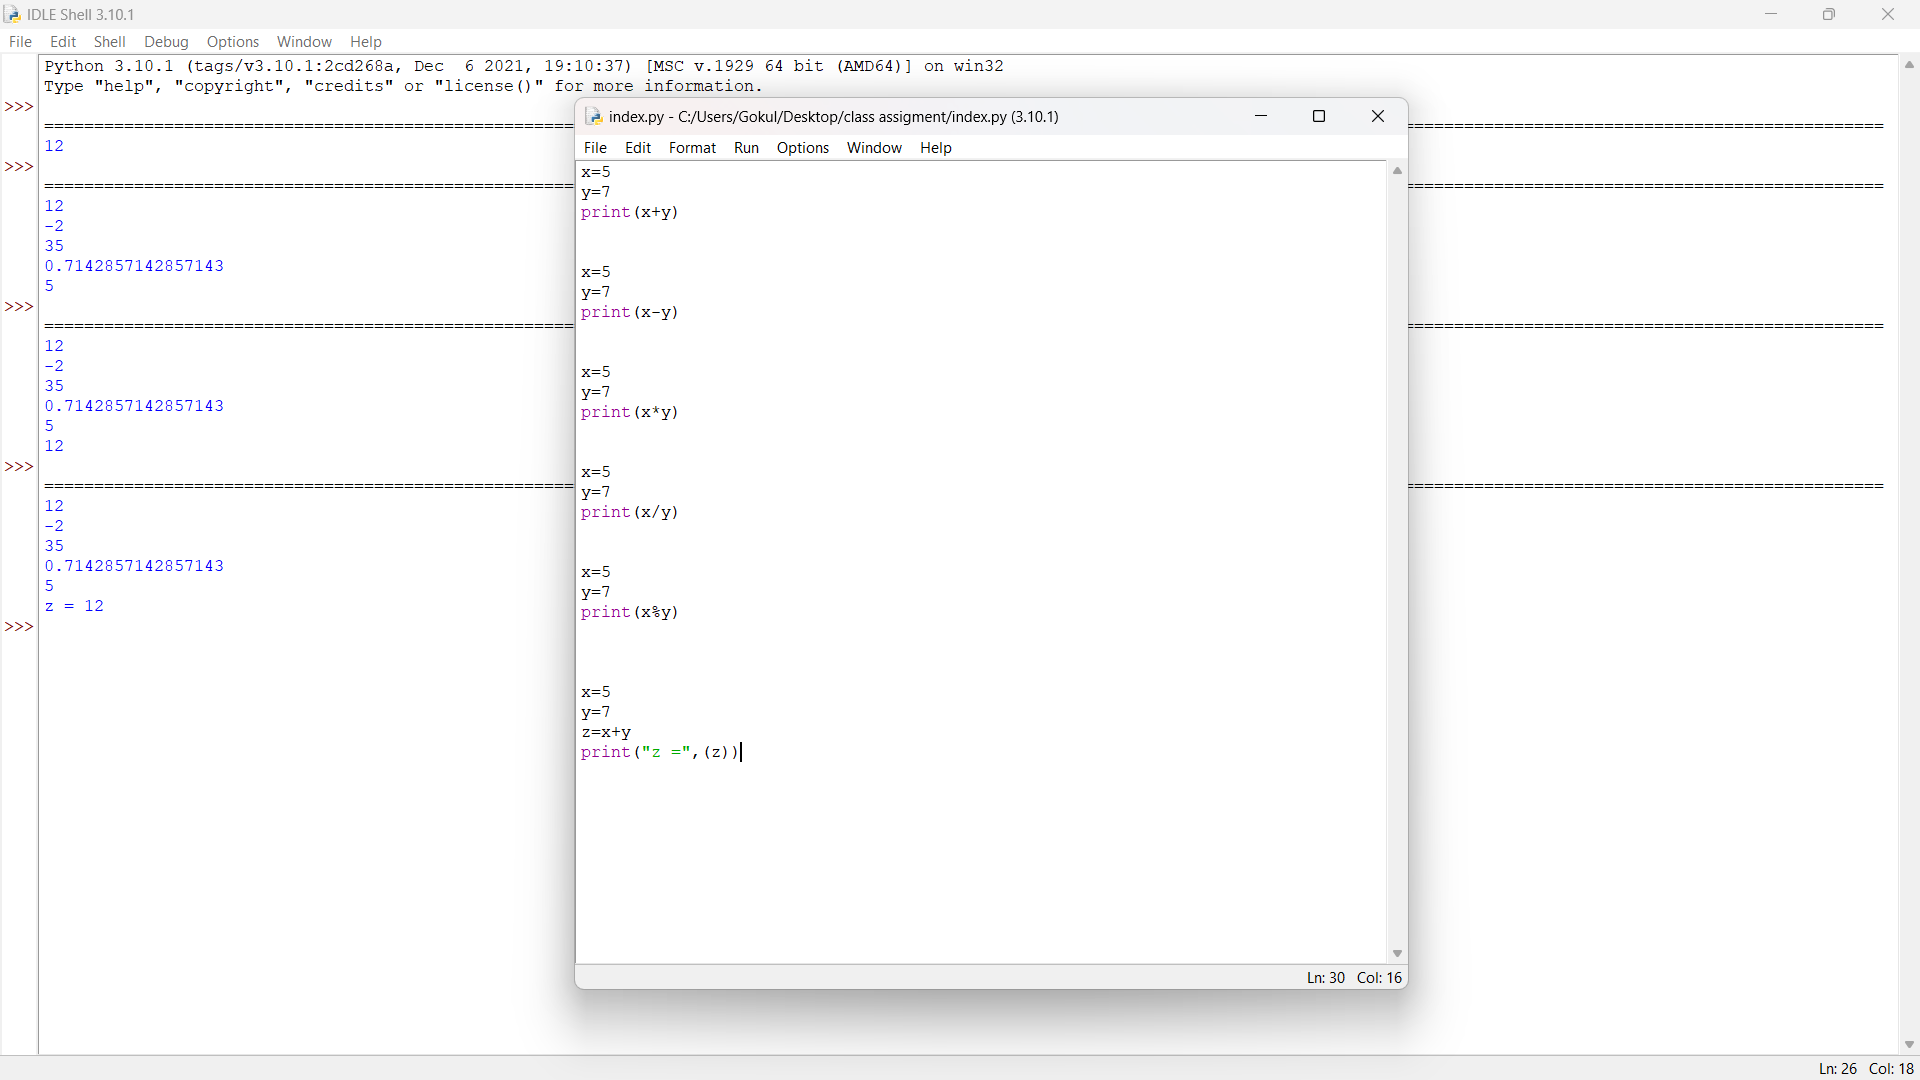 IDLE Shell 3.10.1
File Edit Shell Debug Options Window Help
Python 3.10.1 (tags/v3.10.1:2cd268a, Dec  6 2021, 19:10:37) [MSC v.1929 64 bit (AMD64)] on win32
Type "help", "copyright", "credits" or "license()" for more information.
>>>
12
>>>
12
-2
35
0.7142857142857143
5
>>>
12
-2
35
0.7142857142857143
5
12
>>>
12
-2
35
0.7142857142857143
5
z = 12
>>>
index.py - C:/Users/Gokul/Desktop/class assigment/index.py (3.10.1)
File Edit Format Run Options Window Help
x=5
y=7
print(x+y)
x=5
y=7
print(x-y)
x=5
y=7
print(x*y)
x=5
y=7
print(x/y)
x=5
y=7
print(x%y)
x=5
y=7
z=x+y
print("z =",(z))
Ln: 30 Col: 16
Ln: 26 Col: 18